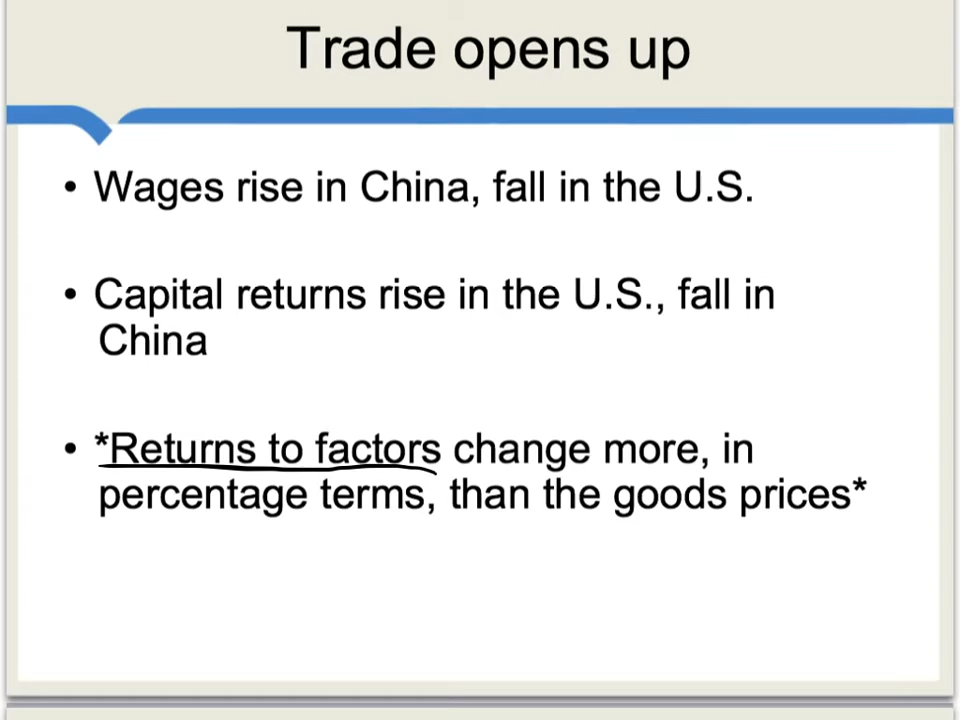 Trade opens up
• Wages rise in China, fall in the U.S.
• Capital returns rise in the U.S., fall in
China
• *Returns to factors change more, in
percentage terms, than the goods prices*